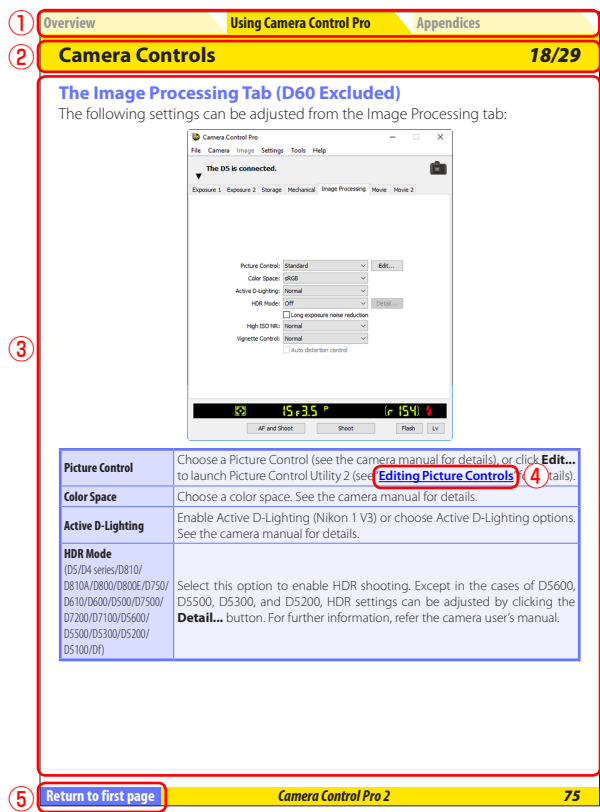 ① Overview Using Camera Control Pro Appendices
② Camera Controls 18/29
③
The Image Processing Tab (D60 Excluded)
The following settings can be adjusted from the Image Processing tab:
Camera Control Pro
File Camera Image Settings Tools Help
The D5 is connected.
Exposure 1 Exposure 2 Storage Mechanical Image Processing Movie Movie 2
Picture Control: Standard Edit...
Color Space: sRGB
Active D-Lighting: Normal
HDR Mode: Off Detail...
Long exposure noise reduction
High ISO NR: Normal
Vignette Control: Normal
Auto distortion control
15 F3.5 P (r 154)
AF and Shoot Shoot Flash Lv
Picture Control
Choose a Picture Control (see the camera manual for details), or click Edit...
to launch Picture Control Utility 2 (see "Editing Picture Controls" ④ tails).
Color Space
Choose a color space. See the camera manual for details.
Active D-Lighting
Enable Active D-Lighting (Nikon 1 V3) or choose Active D-Lighting options.
See the camera manual for details.
HDR Mode
(D5/D4 series/D810/
D810A/D800/D800E/D750/
D610/D600/D500/D7500/
D7200/D7100/D5600/
D5500/D5300/D5200/
D5100/Df)
Select this option to enable HDR shooting. Except in the cases of D5600,
D5500, D5300, and D5200, HDR settings can be adjusted by clicking the
Detail... button. For further information, refer the camera user's manual.
⑤ Return to first page Camera Control Pro 2 75